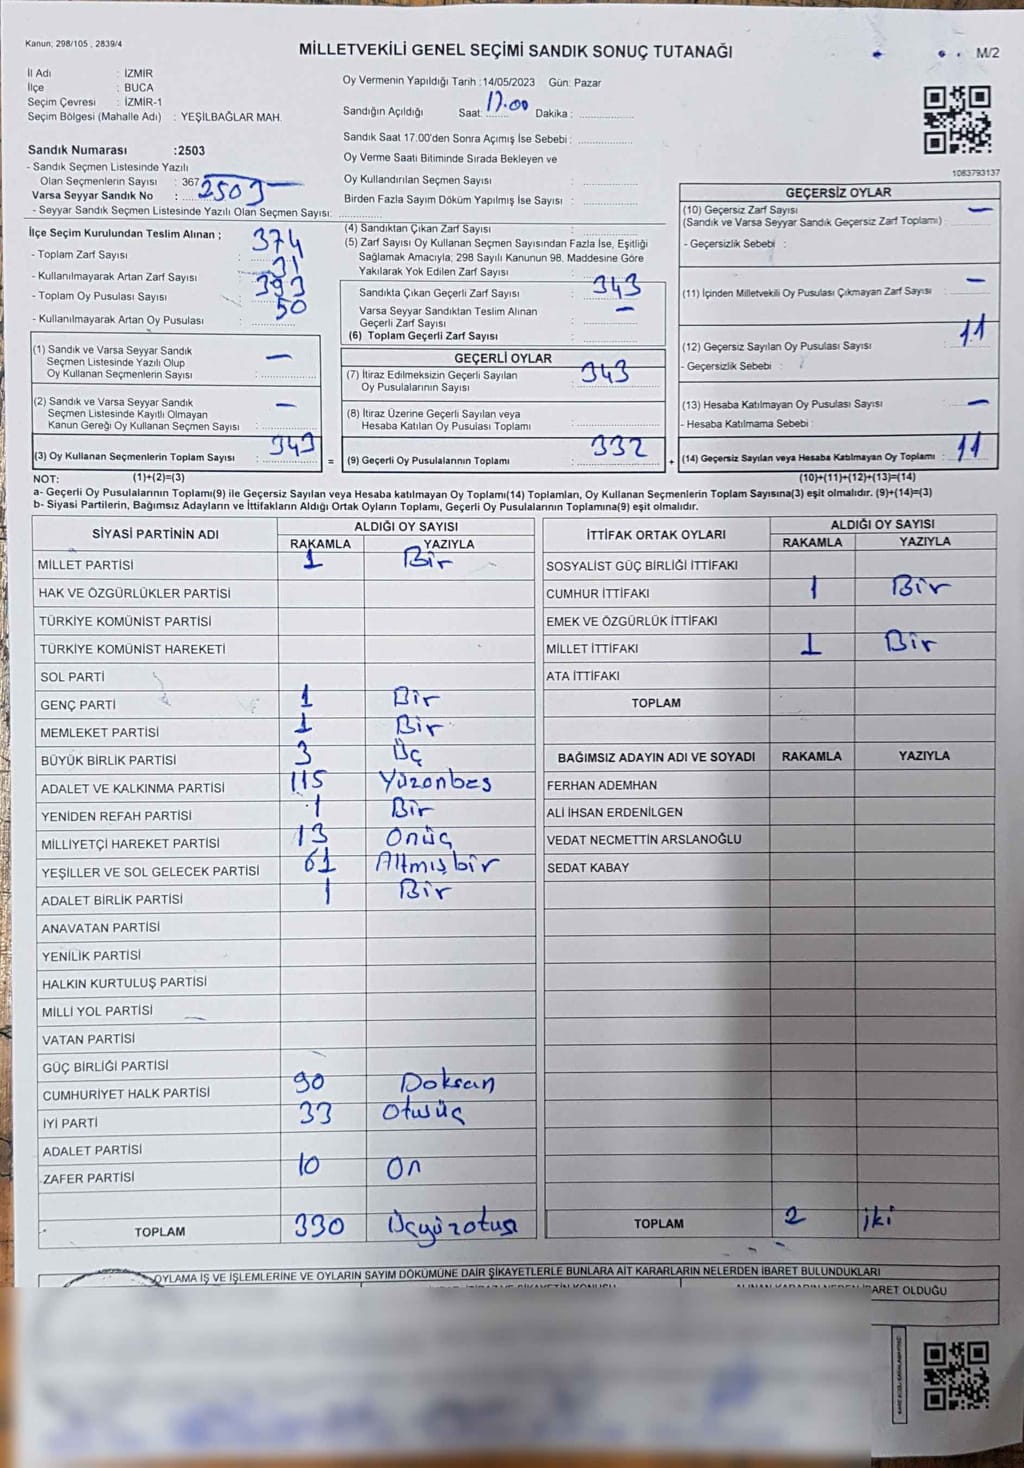 Kanun; 298/105 , 2839/4
MİLLETVEKİLİ GENEL SEÇİMİ SANDIK SONUÇ TUTANAĞI
M/2
İl Adı : İZMİR
İlçe : BUCA
Seçim Çevresi : İZMİR-1
Seçim Bölgesi (Mahalle Adı) : YEŞİLBAĞLAR MAH.
Sandık Numarası :2503
- Sandık Seçmen Listesinde Yazılı
Olan Seçmenlerin Sayısı : 367
Varsa Seyyar Sandık No : 2503
- Seyyar Sandık Seçmen Listesinde Yazılı Olan Seçmen Sayısı:
İlçe Seçim Kurulundan Teslim Alınan ;
- Toplam Zarf Sayısı : 374
- Kullanılmayarak Artan Zarf Sayısı : 31
- Toplam Oy Pusulası Sayısı : 393
- Kullanılmayarak Artan Oy Pusulası : 50
(1) Sandık ve Varsa Seyyar Sandık
Seçmen Listesinde Yazılı Olup
Oy Kullanan Seçmenlerin Sayısı : —
(2) Sandık ve Varsa Seyyar Sandık
Seçmen Listesinde Kayıtlı Olmayan
Kanun Gereği Oy Kullanan Seçmen Sayısı : —
(3) Oy Kullanan Seçmenlerin Toplam Sayısı : 343
Oy Vermenin Yapıldığı Tarih :14/05/2023 Gün: Pazar
Sandığın Açıldığı Saat: 17.00 Dakika :
Sandık Saat 17.00'den Sonra Açımış İse Sebebi :
Oy Verme Saati Bitiminde Sırada Bekleyen ve
Oy Kullandırılan Seçmen Sayısı :
Birden Fazla Sayım Döküm Yapılmış İse Sayısı :
(4) Sandıktan Çıkan Zarf Sayısı :
(5) Zarf Sayısı Oy Kullanan Seçmen Sayısından Fazla İse, Eşitliği
Sağlamak Amacıyla; 298 Sayılı Kanunun 98. Maddesine Göre
Yakılarak Yok Edilen Zarf Sayısı :
Sandıkta Çıkan Geçerli Zarf Sayısı : 343
Varsa Seyyar Sandıktan Teslim Alınan
Geçerli Zarf Sayısı : —
(6) Toplam Geçerli Zarf Sayısı :
GEÇERLİ OYLAR
(7) İtiraz Edilmeksizin Geçerli Sayılan
Oy Pusulalarının Sayısı : 343
(8) İtiraz Üzerine Geçerli Sayılan veya
Hesaba Katılan Oy Pusulaları Toplamı :
= (9) Geçerli Oy Pusulalarının Toplamı : 332
1083793137
GEÇERSİZ OYLAR
(10) Geçersiz Zarf Sayısı —
(Sandık ve Varsa Seyyar Sandık Geçersiz Zarf Toplamı) :
- Geçersizlik Sebebi :
(11) İçinden Milletvekili Oy Pusulası Çıkmayan Zarf Sayısı : —
(12) Geçersiz Sayılan Oy Pusulası Sayısı : 11
- Geçersizlik Sebebi :
(13) Hesaba Katılmayan Oy Pusulası Sayısı : —
- Hesaba Katılmama Sebebi :
+ (14) Geçersiz Sayılan veya Hesaba Katılmayan Oy Toplamı : 11
NOT: (1)+(2)=(3) (10)+(11)+(12)+(13)=(14)
a- Geçerli Oy Pusulalarının Toplamı(9) ile Geçersiz Sayılan veya Hesaba katılmayan Oy Toplamı(14) Toplamları, Oy Kullanan Seçmenlerin Toplam Sayısına(3) eşit olmalıdır. (9)+(14)=(3)
b- Siyasi Partilerin, Bağımsız Adayların ve İttifakların Aldığı Ortak Oyların Toplamı, Geçerli Oy Pusulalarının Toplamına(9) eşit olmalıdır.
SİYASİ PARTİNİN ADI ALDIĞI OY SAYISI
RAKAMLA YAZIYLA
MİLLET PARTİSİ 1 Bir
HAK VE ÖZGÜRLÜKLER PARTİSİ
TÜRKİYE KOMÜNİST PARTİSİ
TÜRKİYE KOMÜNİST HAREKETİ
SOL PARTİ
GENÇ PARTİ 1 Bir
MEMLEKET PARTİSİ 1 Bir
BÜYÜK BİRLİK PARTİSİ 3 Üç
ADALET VE KALKINMA PARTİSİ 115 Yüzonbeş
YENİDEN REFAH PARTİSİ 1 Bir
MİLLİYETÇİ HAREKET PARTİSİ 13 Onüç
YEŞİLLER VE SOL GELECEK PARTİSİ 61 Altmışbir
ADALET BİRLİK PARTİSİ 1 Bir
ANAVATAN PARTİSİ
YENİLİK PARTİSİ
HALKIN KURTULUŞ PARTİSİ
MİLLİ YOL PARTİSİ
VATAN PARTİSİ
GÜÇ BİRLİĞİ PARTİSİ
CUMHURİYET HALK PARTİSİ 90 Doksan
İYİ PARTİ 33 Otuüç
ADALET PARTİSİ
ZAFER PARTİSİ 10 On
TOPLAM 330 Üçyüzotuz
İTTİFAK ORTAK OYLARI ALDIĞI OY SAYISI
RAKAMLA YAZIYLA
SOSYALİST GÜÇ BİRLİĞİ İTTİFAKI
CUMHUR İTTİFAKI 1 Bir
EMEK VE ÖZGÜRLÜK İTTİFAKI
MİLLET İTTİFAKI 1 Bir
ATA İTTİFAKI
TOPLAM
BAĞIMSIZ ADAYIN ADI VE SOYADI RAKAMLA YAZIYLA
FERHAN ADEMHAN
ALİ İHSAN ERDENİLGEN
VEDAT NECMETTİN ARSLANOĞLU
SEDAT KABAY
TOPLAM 2 iki
OYLAMA İŞ VE İŞLEMLERİNE VE OYLARIN SAYIM DÖKÜMÜNE DAİR ŞİKAYETLERLE BUNLARA AİT KARARLARIN NELERDEN İBARET BULUNDUKLARI
ALINAN KARARIN NEDEN İBARET OLDUĞU